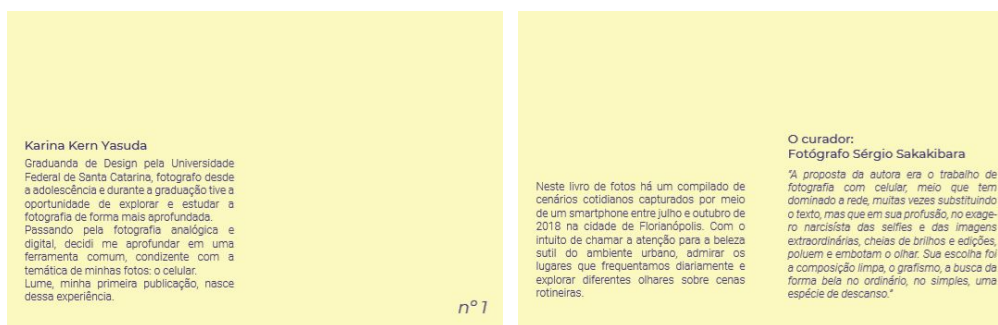 Karina Kern Yasuda
Graduanda de Design pela Universidade
Federal de Santa Catarina, fotografo desde
a adolescência e durante a graduação tive a
oportunidade de explorar e estudar a
fotografia de forma mais aprofundada.
Passando pela fotografia analógica e
digital, decidi me aprofundar em uma
ferramenta comum, condizente com a
temática de minhas fotos: o celular.
Lume, minha primeira publicação, nasce
dessa experiência.
nº 1
Neste livro de fotos há um compilado de
cenários cotidianos capturados por meio
de um smartphone entre julho e outubro de
2018 na cidade de Florianópolis. Com o
intuito de chamar a atenção para a beleza
sutil do ambiente urbano, admirar os
lugares que frequentamos diariamente e
explorar diferentes olhares sobre cenas
rotineiras.
O curador:
Fotógrafo Sérgio Sakakibara
"A proposta da autora era o trabalho de
fotografia com celular, meio que tem
dominado a rede, muitas vezes substituindo
o texto, mas que em sua profusão, no exage-
ro narcisísta das selfies e das imagens
extraordinárias, cheias de brilhos e edições,
poluem e embotam o olhar. Sua escolha foi
a composição limpa, o grafismo, a busca da
forma bela no ordinário, no simples, uma
espécie de descanso."